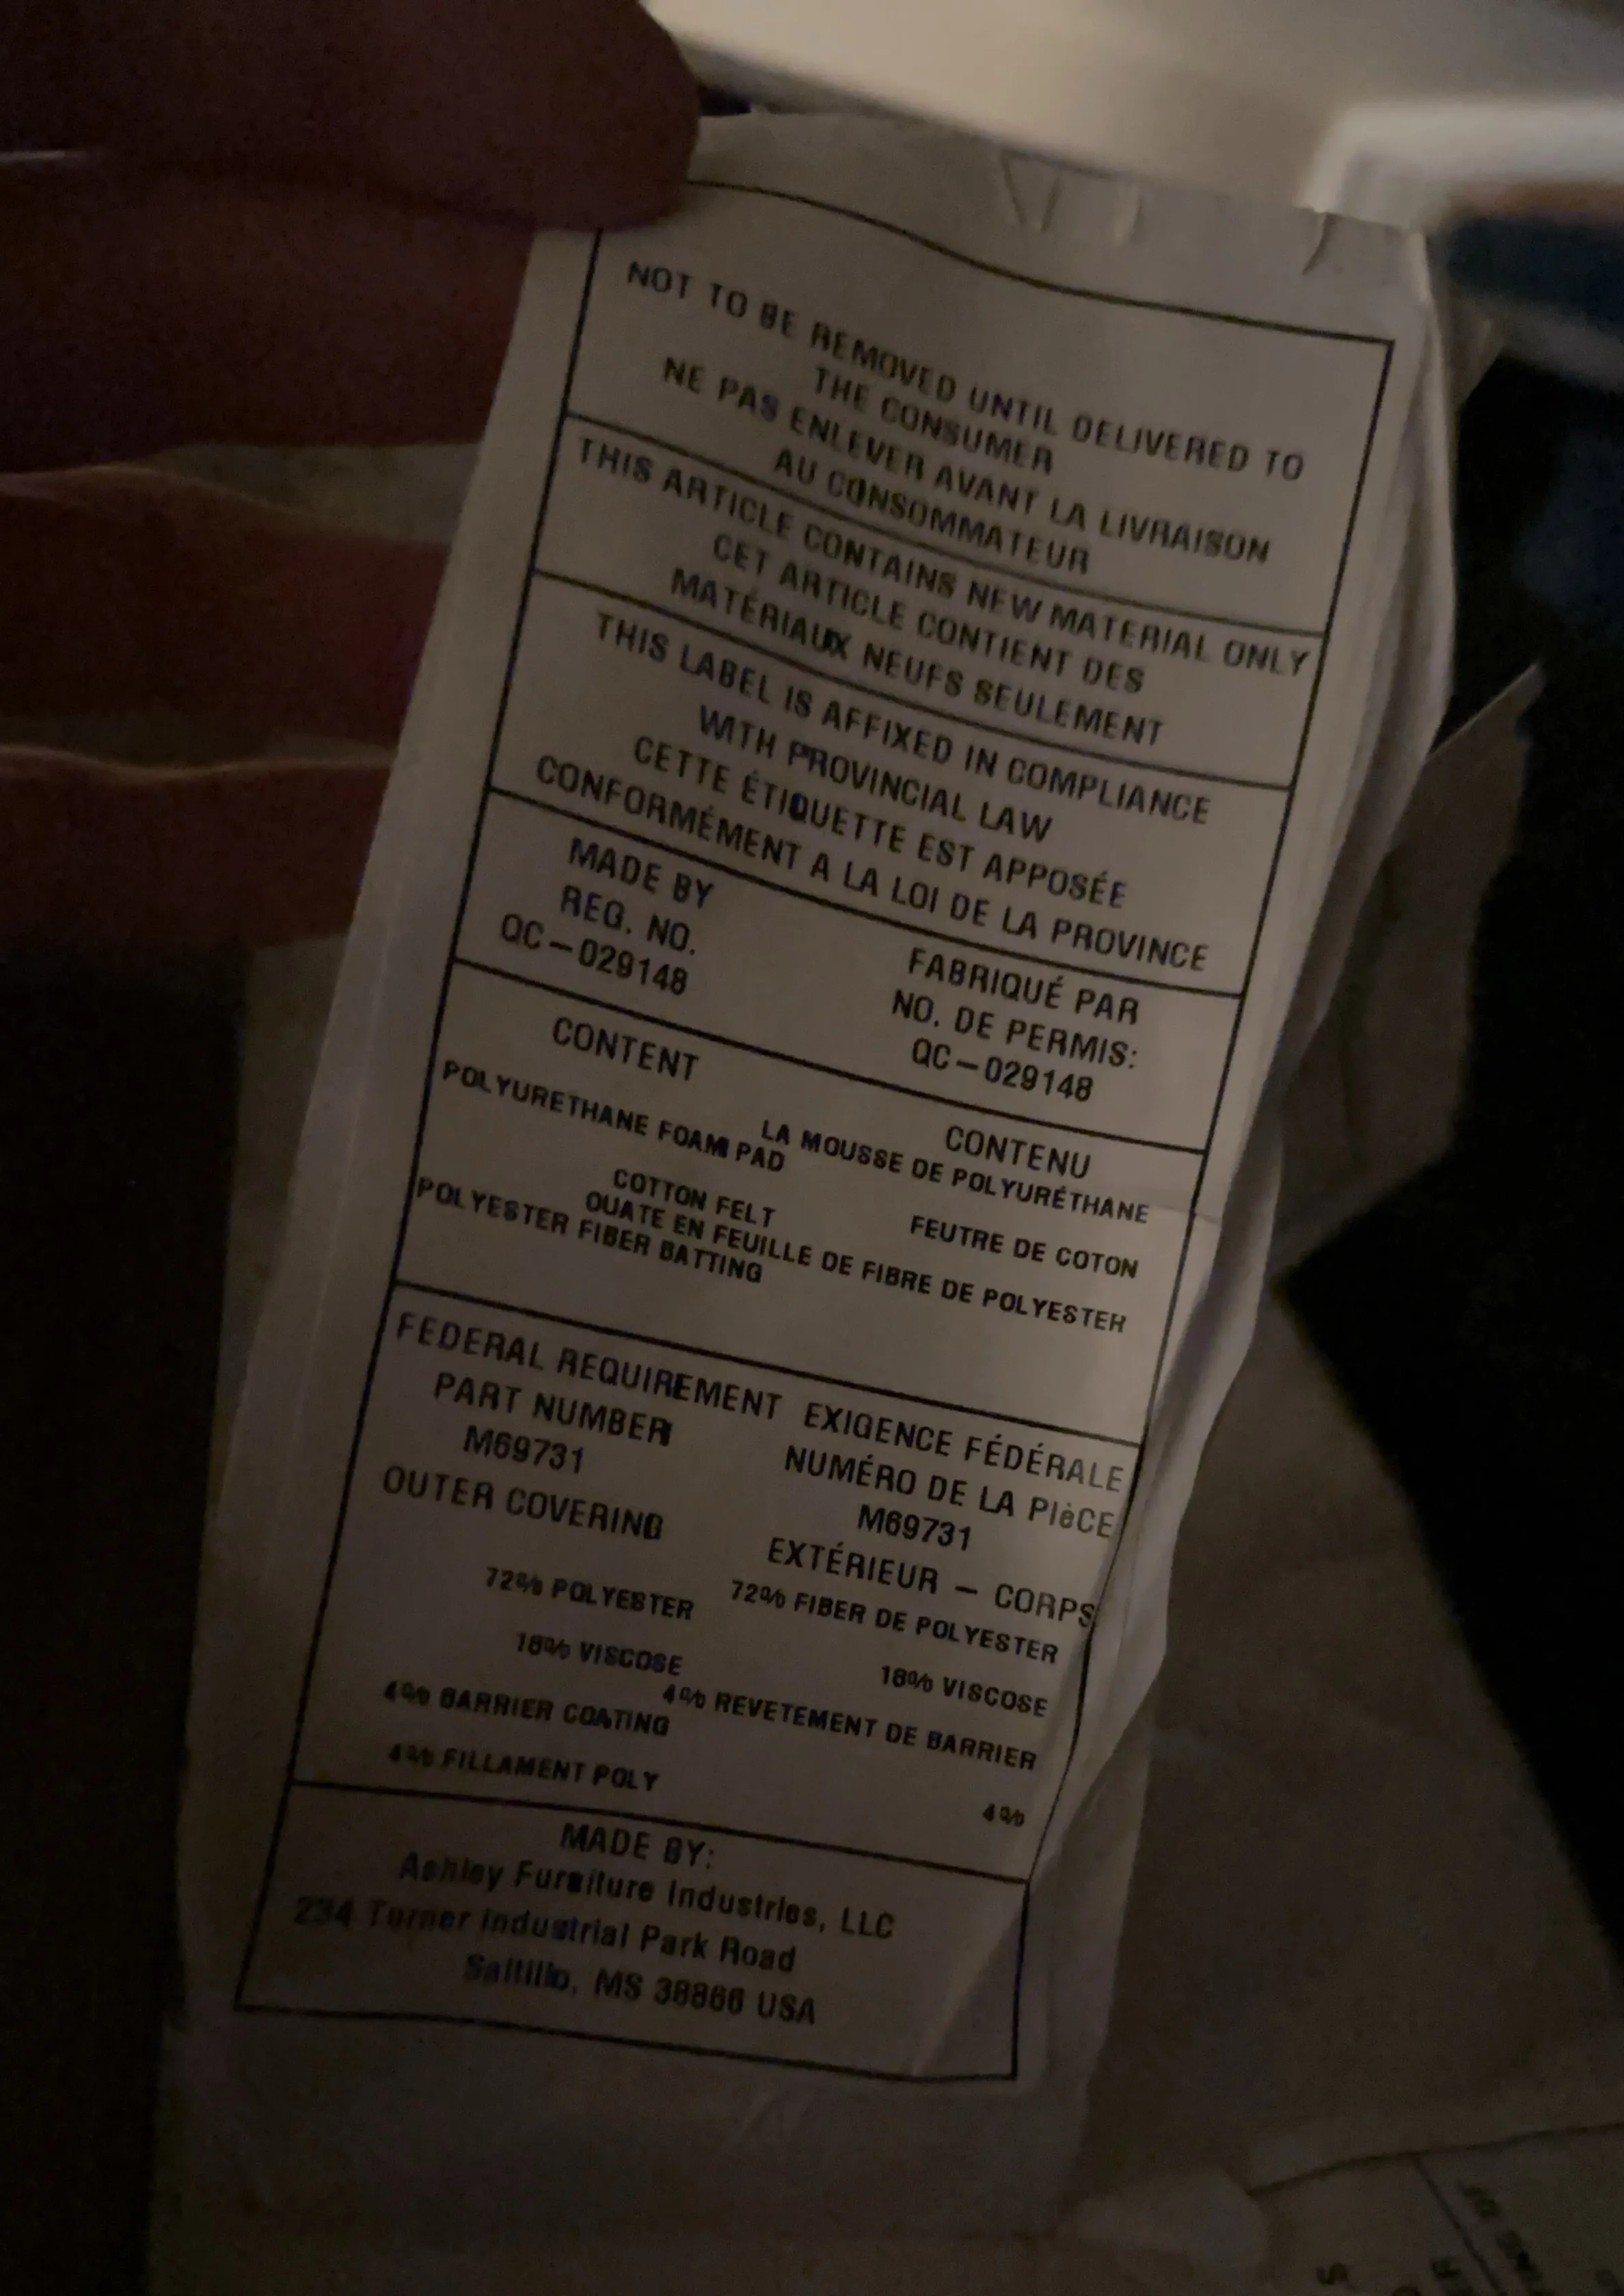 NOT TO BE REMOVED UNTIL DELIVERED TO
THE CONSUMER
NE PAS ENLEVER AVANT LA LIVRAISON
AU CONSOMMATEUR
THIS ARTICLE CONTAINS NEW MATERIAL ONLY
CET ARTICLE CONTIENT DES
MATÉRIAUX NEUFS SEULEMENT
THIS LABEL IS AFFIXED IN COMPLIANCE
WITH PROVINCIAL LAW
CETTE ÉTIQUETTE EST APPOSÉE
CONFORMÉMENT A LA LOI DE LA PROVINCE
MADE BY
REG. NO.
QC-029148
FABRIQUÉ PAR
NO. DE PERMIS:
QC-029148
CONTENT
CONTENU
POLYURETHANE FOAM PAD
LA MOUSSE DE POLYURÉTHANE
COTTON FELT
FEUTRE DE COTON
OUATE EN FEUILLE DE FIBRE DE POLYESTER
POLYESTER FIBER BATTING
FEDERAL REQUIREMENT
EXIGENCE FÉDÉRALE
PART NUMBER
NUMÉRO DE LA PIèCE
M69731
M69731
OUTER COVERING
EXTÉRIEUR - CORPS
72% POLYESTER
72% FIBER DE POLYESTER
18% VISCOSE
18% VISCOSE
4% BARRIER COATING
4% REVETEMENT DE BARRIER
4% FILLAMENT POLY
4%
MADE BY:
Ashley Furniture Industries, LLC
234 Turner Industrial Park Road
Saltillo, MS 38866 USA